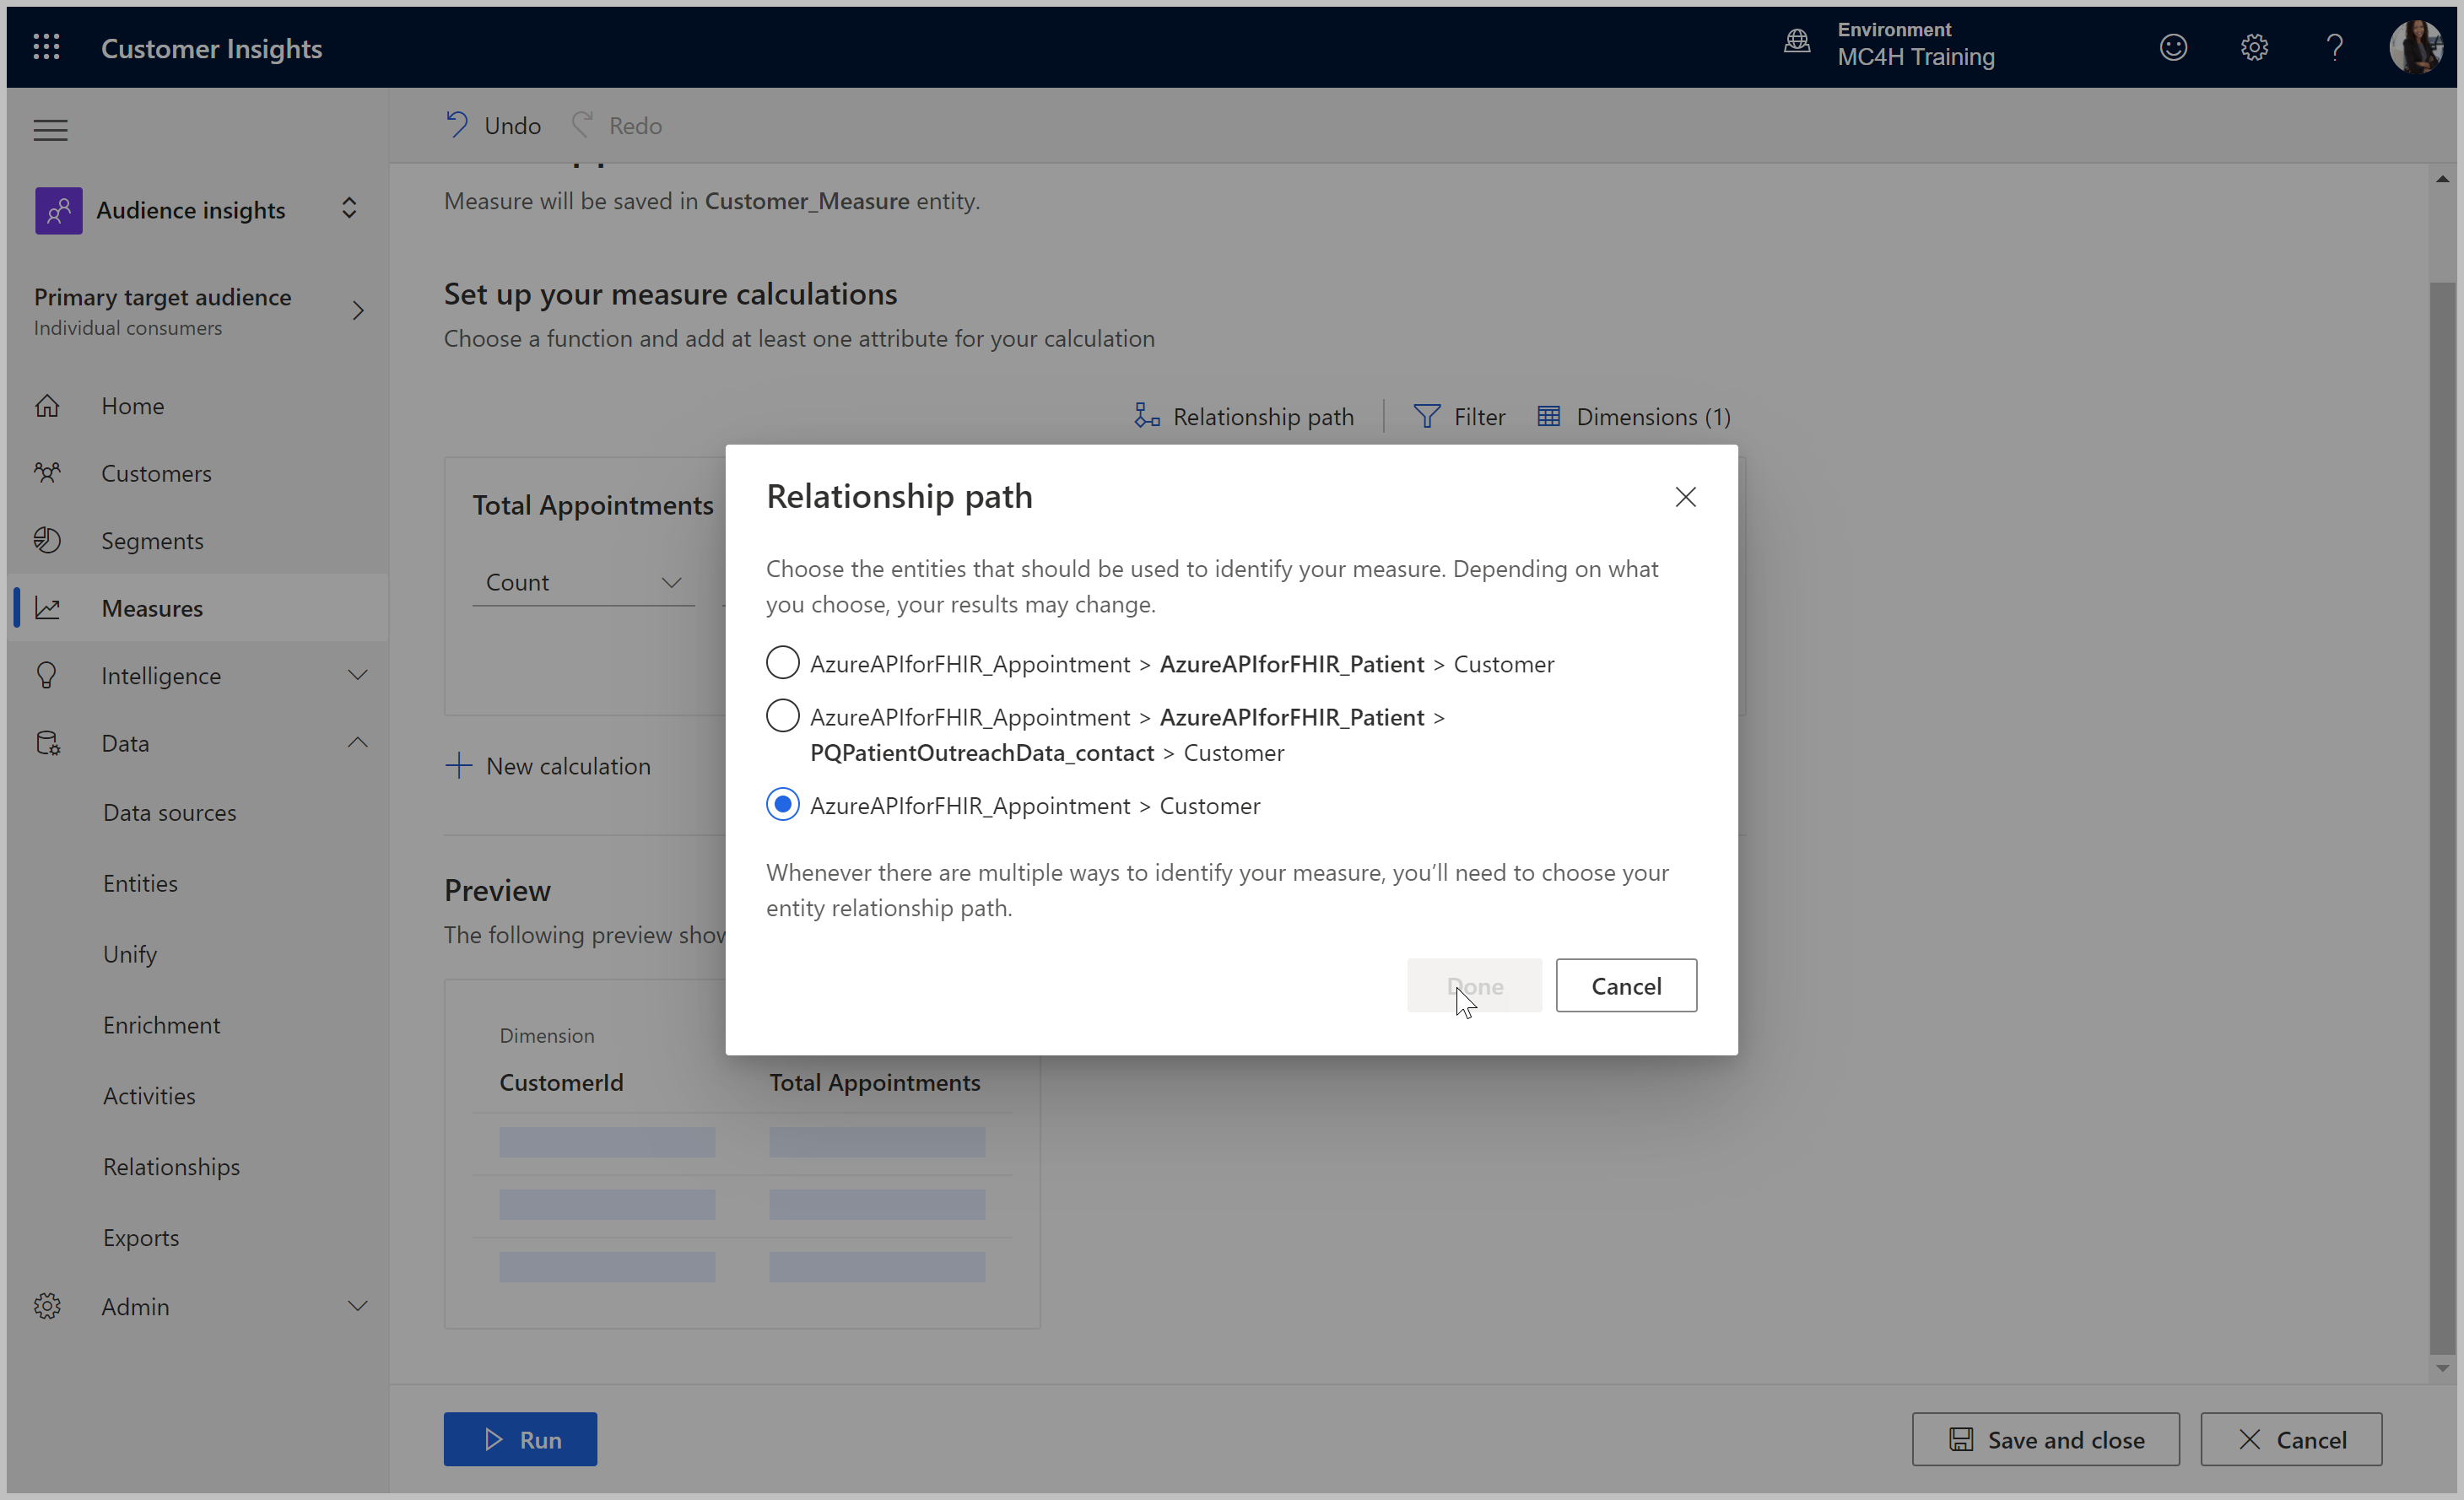 Customer Insights
Environment
MC4H Training
Undo
Redo
Audience insights
Measure will be saved in Customer_Measure entity.
Primary target audience
Individual consumers
Set up your measure calculations
Choose a function and add at least one attribute for your calculation
Home
Customers
Segments
Measures
Intelligence
Data
Data sources
Entities
Unify
Enrichment
Activities
Relationships
Exports
Admin
Relationship path
Filter
Dimensions (1)
Total Appointments
Count
New calculation
Relationship path
Choose the entities that should be used to identify your measure. Depending on what
you choose, your results may change.
AzureAPIforFHIR_Appointment > AzureAPIforFHIR_Patient > Customer
AzureAPIforFHIR_Appointment > AzureAPIforFHIR_Patient >
PQPatientOutreachData_contact > Customer
AzureAPIforFHIR_Appointment > Customer
Whenever there are multiple ways to identify your measure, you'll need to choose your
entity relationship path.
Done
Cancel
Preview
The following preview show
Dimension
CustomerId
Total Appointments
Run
Save and close
Cancel